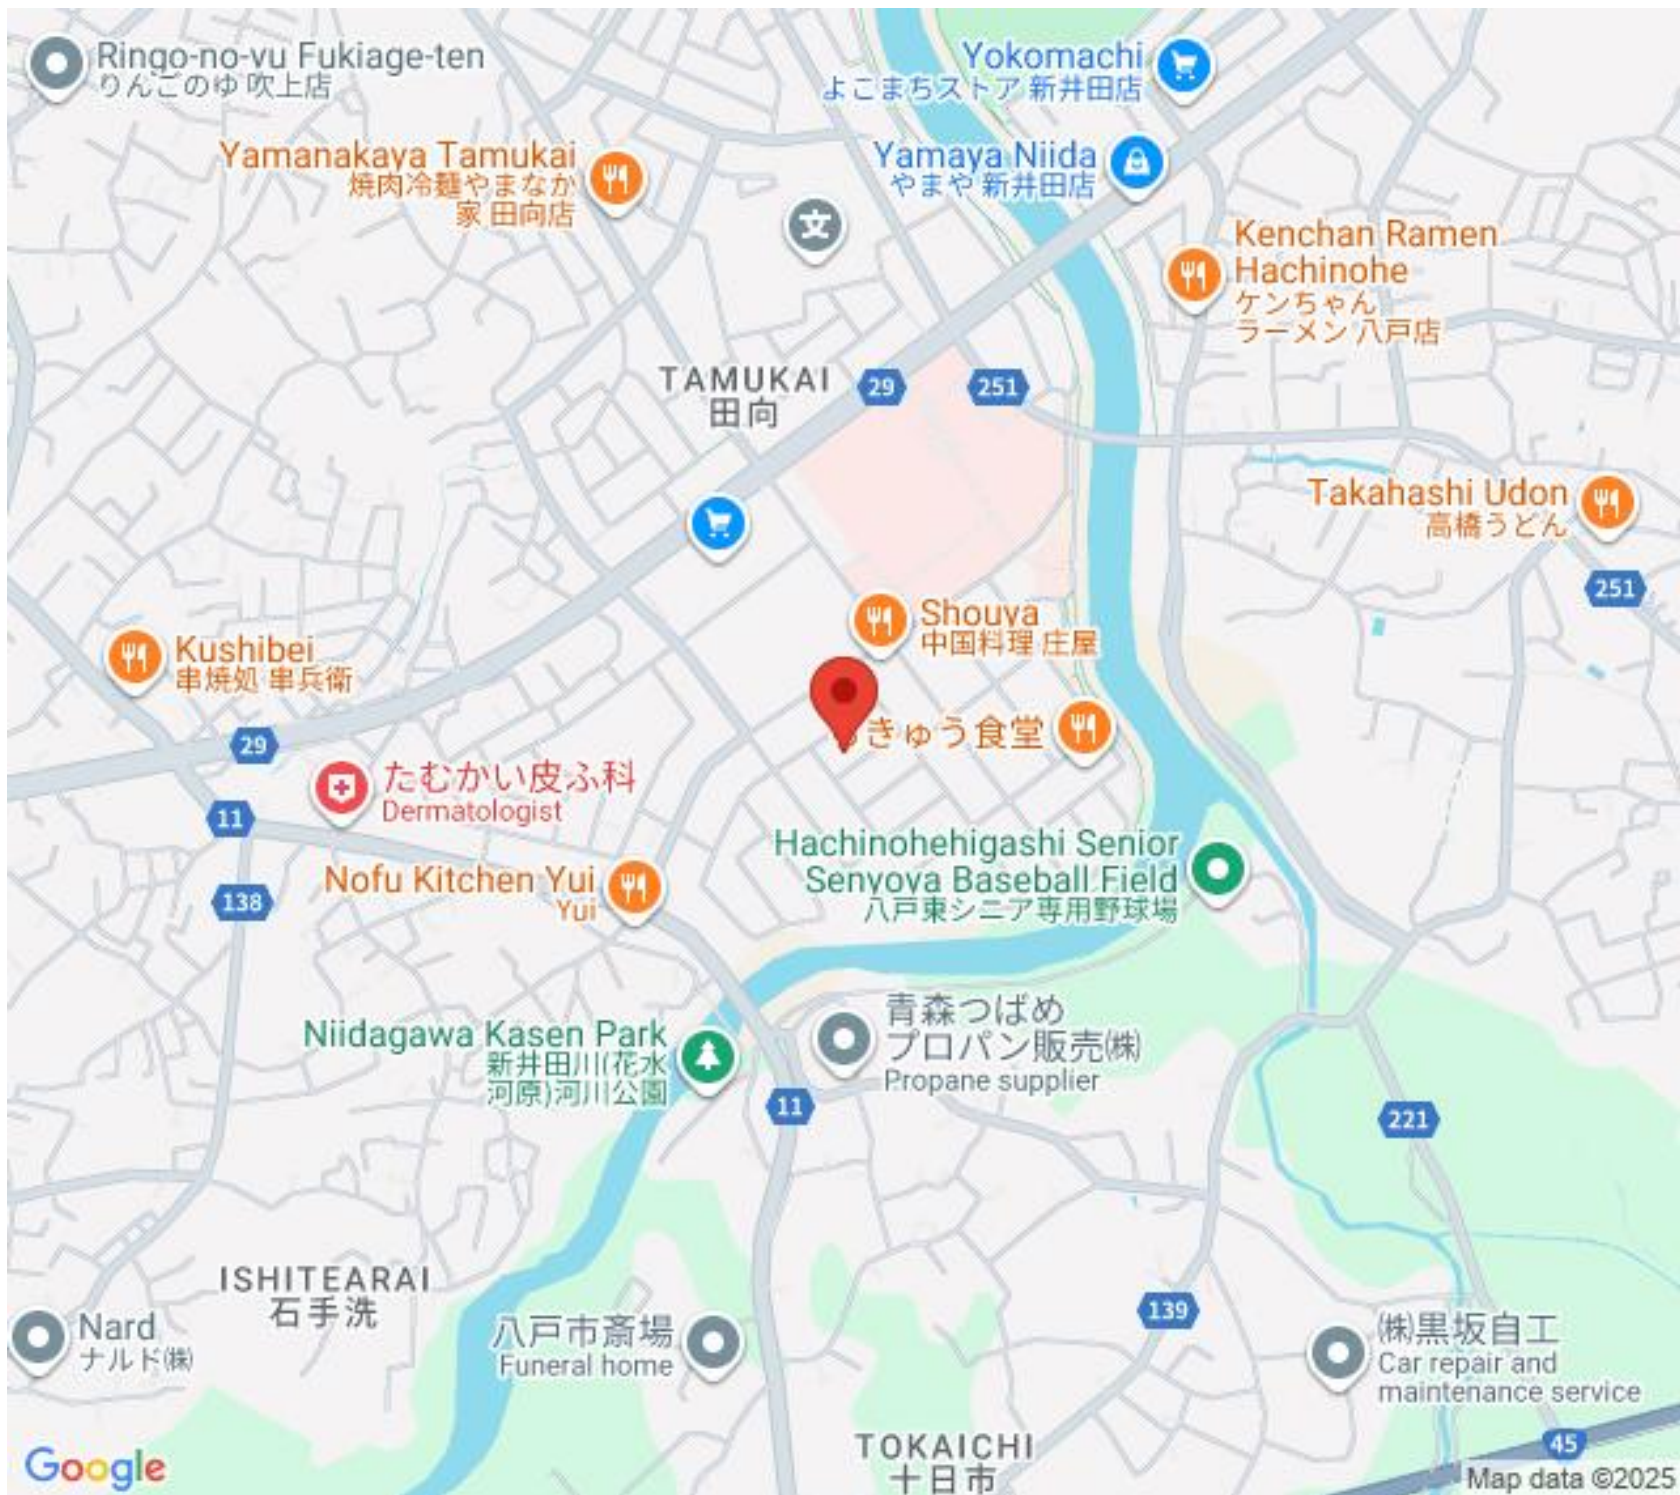 Ringo-no-yu Fukiage-ten
りんごのゆ 吹上店
Yokomachi
よこまちストア 新井田店
Yamanakaya Tamukai
焼肉冷麺やまなか
家 田向店
文
Yamaya Niida
やまや 新井田店
Kenchan Ramen
Hachinohe
ケンちゃん
ラーメン 八戸店
TAMUKAI
田向
29
251
Takahashi Udon
高橋うどん
251
Shouya
中国料理 庄屋
Kushibei
串焼処 串兵衛
きゅう食堂
29
たむかい皮ふ科
Dermatologist
11
Hachinohehigashi Senior
Senyoya Baseball Field
八戸東シニア専用野球場
Nofu Kitchen Yui
Yui
138
青森つばめ
プロパン販売㈱
Propane supplier
Niidagawa Kasen Park
新井田川(花水
河原)河川公園
11
221
ISHITEARAI
石手洗
139
Nard
ナルド㈱
八戸市斎場
Funeral home
㈱黒坂自工
Car repair and
maintenance service
TOKAICHI
十日市
45
Google
Map data ©2025